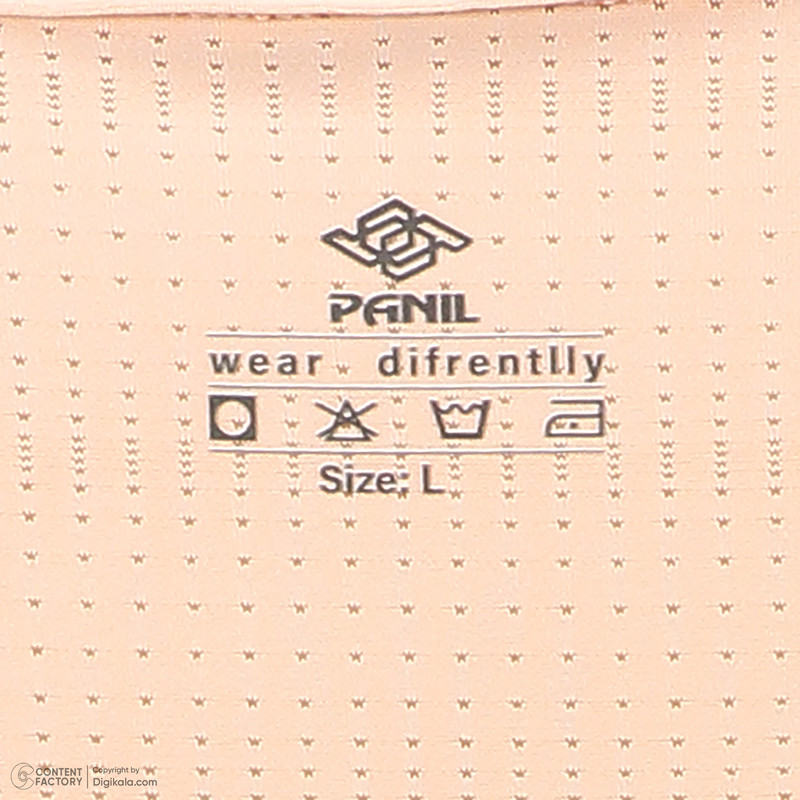 PANIL
wear difrentlly
Size: L
CONTENT FACTORY
Copyright by
Digikala.com